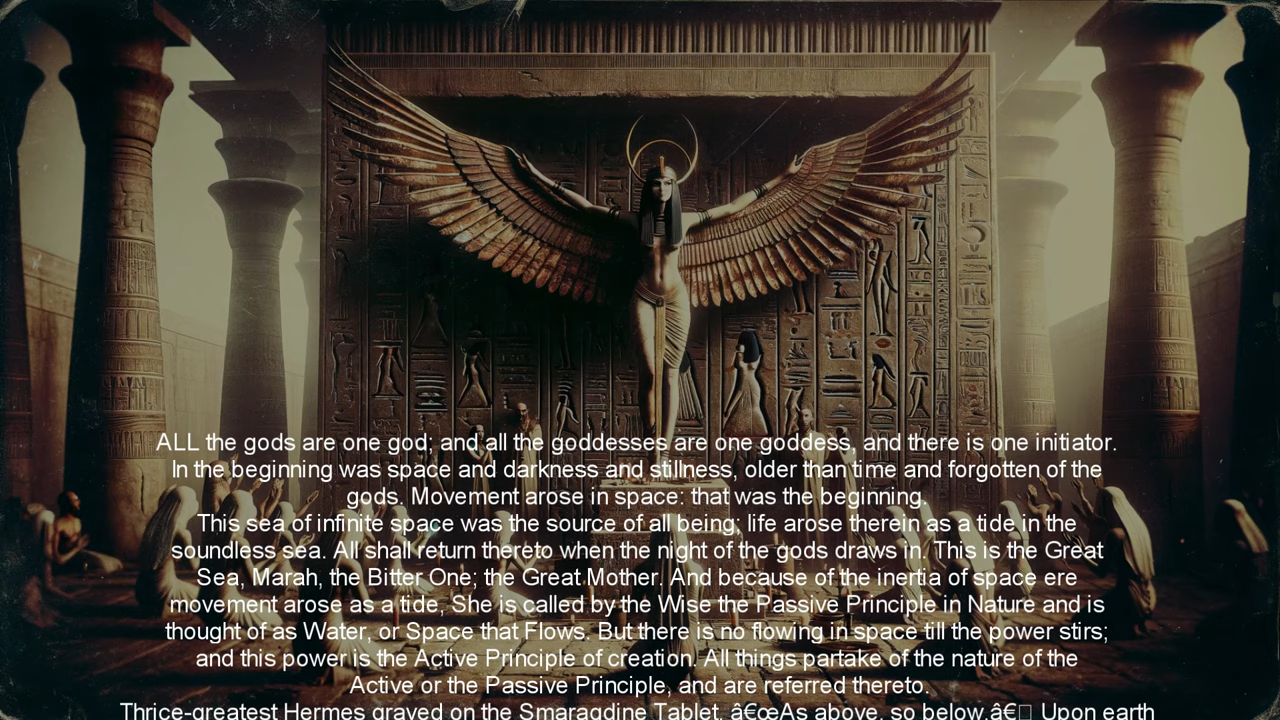 ALL the gods are one god; and all the goddesses are one goddess, and there is one initiator.
In the beginning was space and darkness and stillness, older than time and forgotten of the
gods. Movement arose in space: that was the beginning.
This sea of infinite space was the source of all being; life arose therein as a tide in the
soundless sea. All shall return thereto when the night of the gods draws in. This is the Great
Sea, Marah, the Bitter One; the Great Mother. And because of the inertia of space ere
movement arose as a tide, She is called by the Wise the Passive Principle in Nature and is
thought of as Water, or Space that Flows. But there is no flowing in space till the power stirs;
and this power is the Active Principle of creation. All things partake of the nature of the
Active or the Passive Principle, and are referred thereto.
Thrice-greatest Hermes graved on the Smaragdine Tablet, â€œAs above, so below.â€□ Upon earth